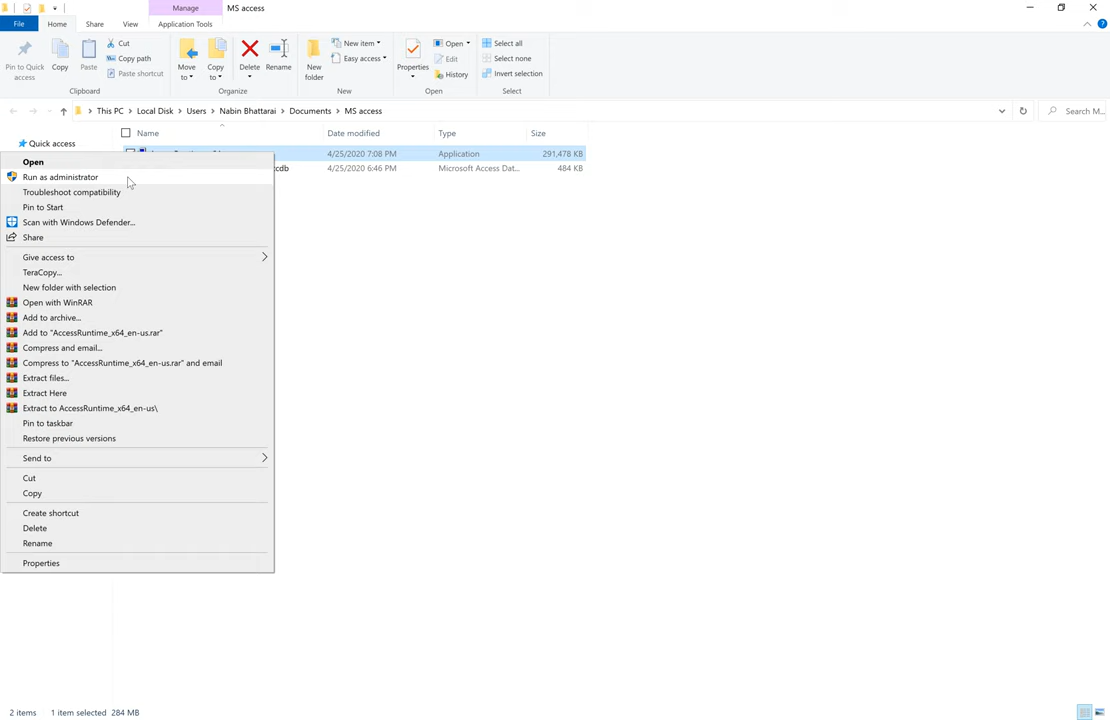 Manage
MS access
File
Home
Share
View
Application Tools
Pin to Quick access
Copy
Paste
Cut
Copy path
Paste shortcut
Clipboard
Move to
Copy to
Delete
Rename
Organize
New folder
New item
Easy access
New
Properties
Open
Edit
History
Open
Select all
Select none
Invert selection
Select
This PC > Local Disk > Users > Nabin Bhattarai > Documents > MS access
Search M...
Quick access
Name
Date modified
Type
Size
4/25/2020 7:08 PM
Application
291,478 KB
cdb
4/25/2020 6:46 PM
Microsoft Access Dat...
484 KB
Open
Run as administrator
Troubleshoot compatibility
Pin to Start
Scan with Windows Defender...
Share
Give access to
TeraCopy...
New folder with selection
Open with WinRAR
Add to archive...
Add to "AccessRuntime_x64_en-us.rar"
Compress and email...
Compress to "AccessRuntime_x64_en-us.rar" and email
Extract files...
Extract Here
Extract to AccessRuntime_x64_en-us\
Pin to taskbar
Restore previous versions
Send to
Cut
Copy
Create shortcut
Delete
Rename
Properties
2 items
1 item selected 284 MB